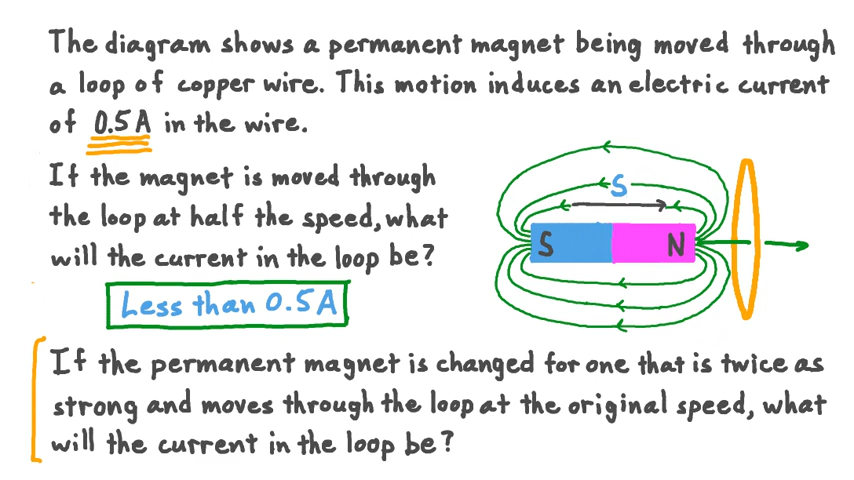 The diagram shows a permanent magnet being moved through
a loop of copper wire. This motion induces an electric current
of 0.5A in the wire.
If the magnet is moved through
the loop at half the speed, what
will the current in the loop be?
S
S N
Less than 0.5A
If the permanent magnet is changed for one that is twice as
strong and moves through the loop at the original speed, what
will the current in the loop be?